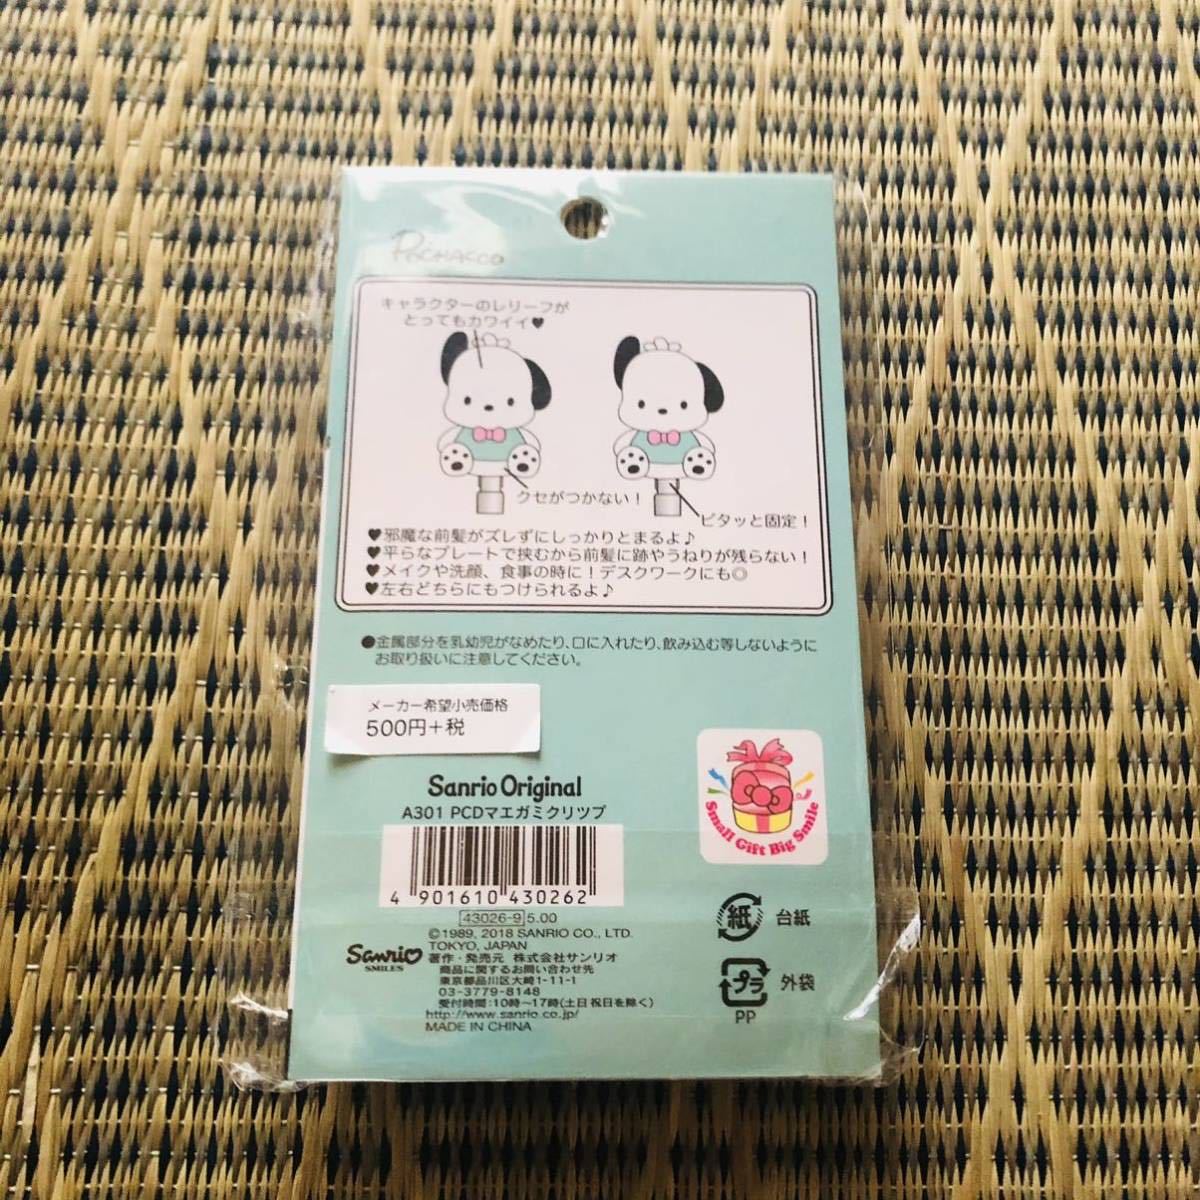 POCHACCO
キャラクターのレリーフが
とってもカワイイ♥
クセがつかない！
ピタッと固定！
♥邪魔な前髪がズレずにしっかりとまるよ♪
♥平らなプレートで挟むから前髪に跡やうねりが残らない！
♥メイクや洗顔、食事の時に！デスクワークにも◎
♥左右どちらにもつけられるよ♪
●金属部分を乳幼児がなめたり、口に入れたり、飲み込む等しないように
お取り扱いに注意してください。
メーカー希望小売価格
500円+税
Sanrio Original
A301 PCDマエガミクリツプ
4 901610 430262
43026-9 5.00
©1989, 2018 SANRIO CO., LTD.
TOKYO, JAPAN
Sanrio
SMILES
著作・発売元 株式会社サンリオ
商品に関するお問い合わせ先
東京都品川区大崎1-11-1
03-3779-8148
受付時間:10時～17時(土日祝日を除く)
http://www.sanrio.co.jp/
MADE IN CHINA
Small Gift Big Smile
紙 台紙
プラ 外袋
PP